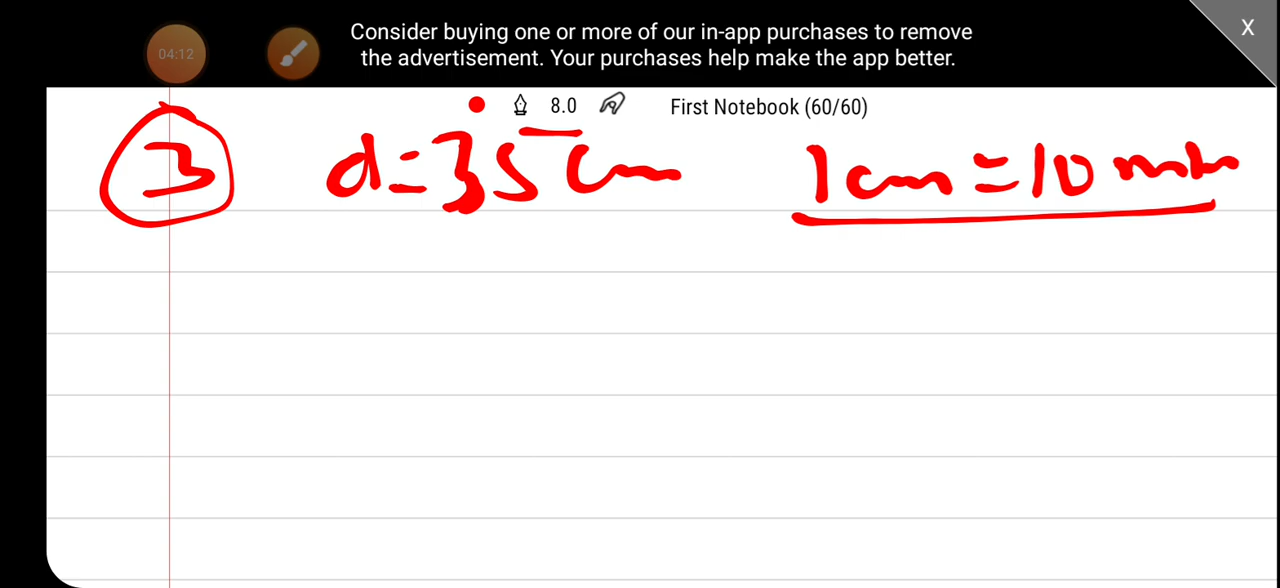 Consider buying one or more of our in-app purchases to remove
the advertisement. Your purchases help make the app better.
X
04:12
8.0 First Notebook (60/60)
3 d=35 cm 1 cm = 10 mm